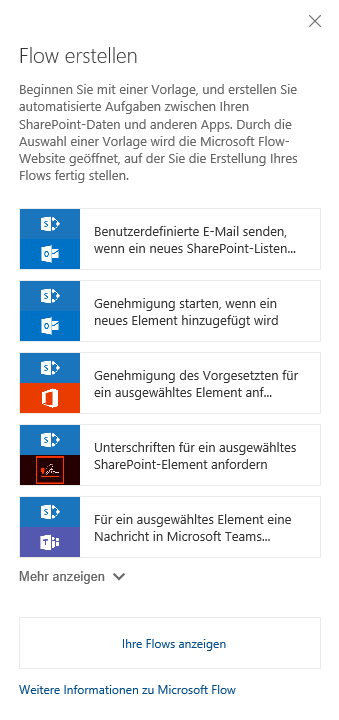 Flow erstellen
Beginnen Sie mit einer Vorlage, und erstellen Sie
automatisierte Aufgaben zwischen Ihren
SharePoint-Daten und anderen Apps. Durch die
Auswahl einer Vorlage wird die Microsoft Flow-
Website geöffnet, auf der Sie die Erstellung Ihres
Flows fertig stellen.
Benutzerdefinierte E-Mail senden,
wenn ein neues SharePoint-Listen...
Genehmigung starten, wenn ein
neues Element hinzugefügt wird
Genehmigung des Vorgesetzten für
ein ausgewähltes Element anf...
Unterschriften für ein ausgewähltes
SharePoint-Element anfordern
Für ein ausgewähltes Element eine
Nachricht in Microsoft Teams...
Mehr anzeigen
Ihre Flows anzeigen
Weitere Informationen zu Microsoft Flow